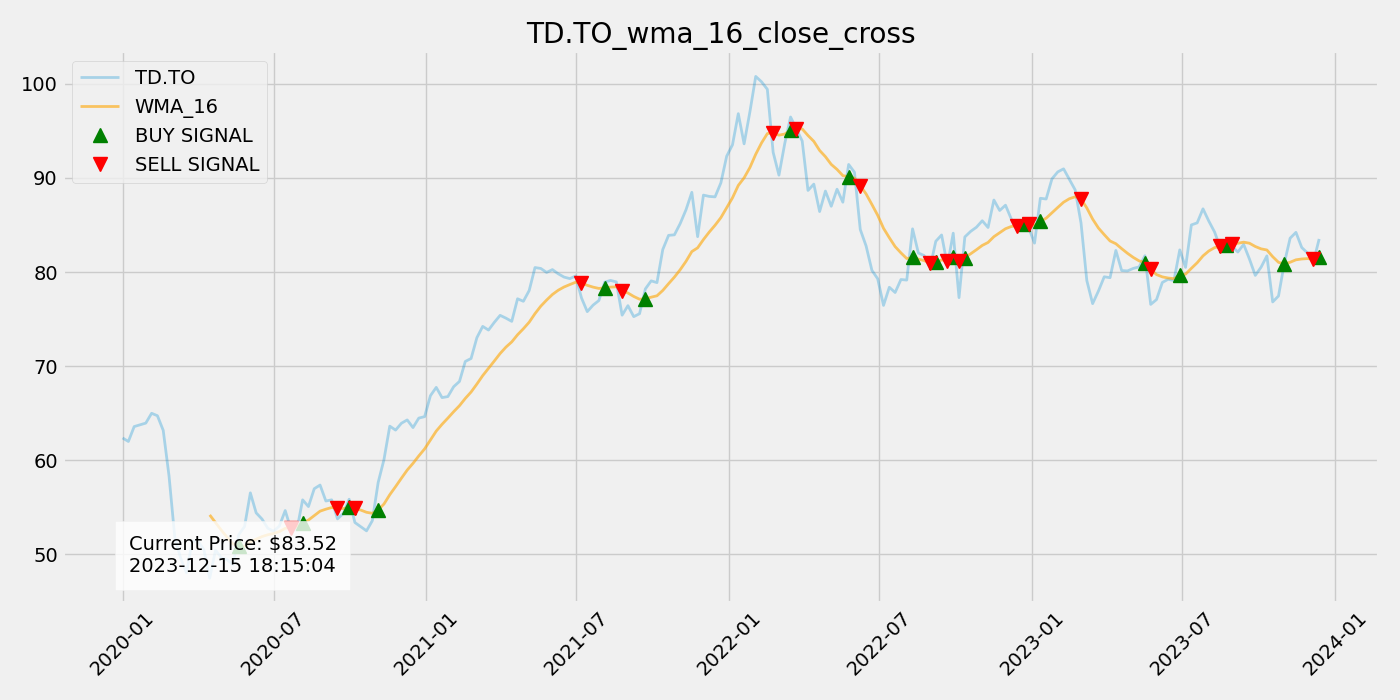 TD.TO_wma_16_close_cross
TD.TO
WMA_16
BUY SIGNAL
SELL SIGNAL
100
90
80
70
60
50
Current Price: $83.52
2023-12-15 18:15:04
2020-01
2020-07
2021-01
2021-07
2022-01
2022-07
2023-01
2023-07
2024-01